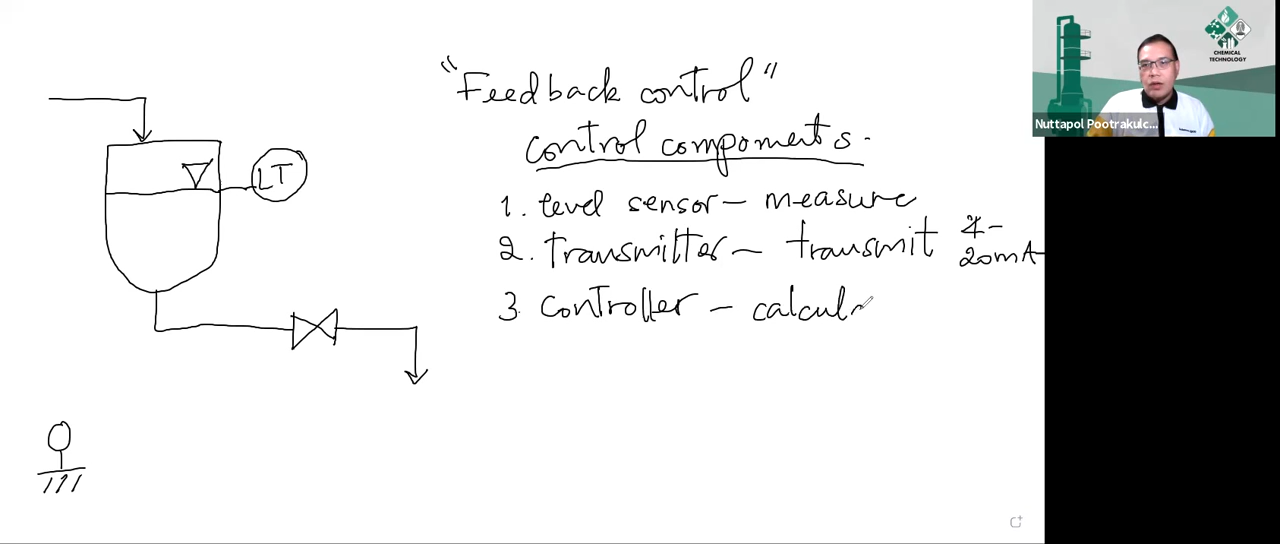 "Feedback control"
control compoments.
1. level sensor - measure
2. transmitter - transmit 4-
20mA
3. controller - calcul
LT
CHEMICAL
TECHNOLOGY
Nuttapol Pootrakulc...